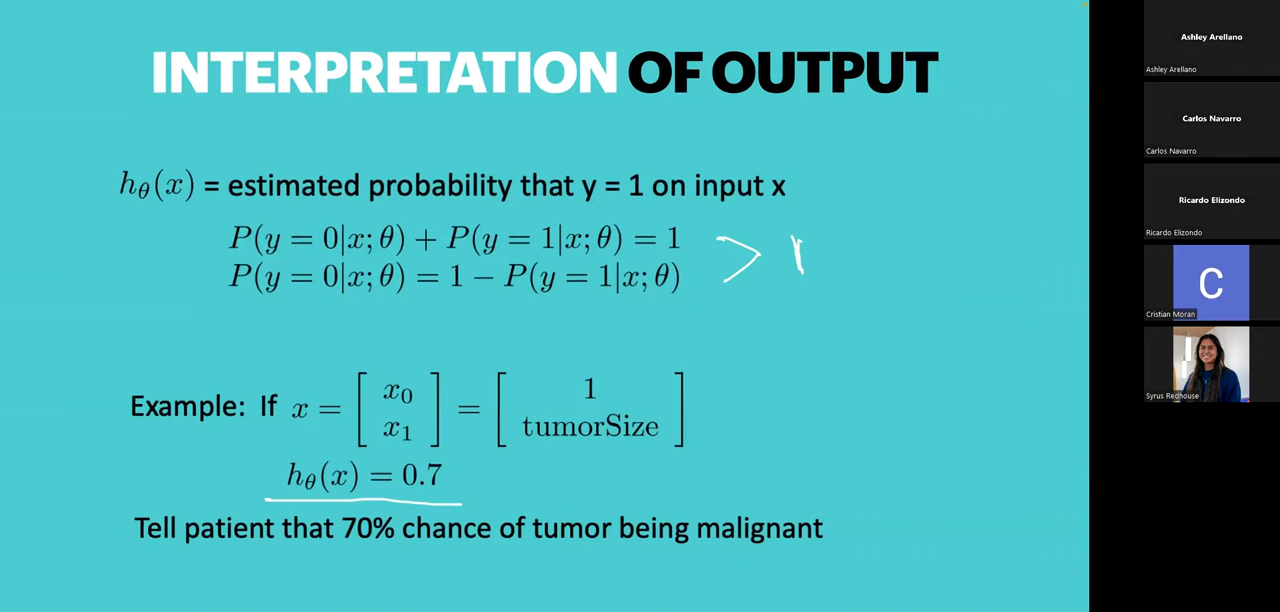 INTERPRETATION OF OUTPUT
hθ(x) = estimated probability that y = 1 on input x
P(y = 0|x; θ) + P(y = 1|x; θ) = 1
P(y = 0|x; θ) = 1 − P(y = 1|x; θ)
Example: If x = [ x0 x1 ] = [ 1 tumorSize ]
hθ(x) = 0.7
Tell patient that 70% chance of tumor being malignant
Ashley Arellano
Ashley Arellano
Carlos Navarro
Carlos Navarro
Ricardo Elizondo
Ricardo Elizondo
C
Cristian Moran
Syrus Redhouse